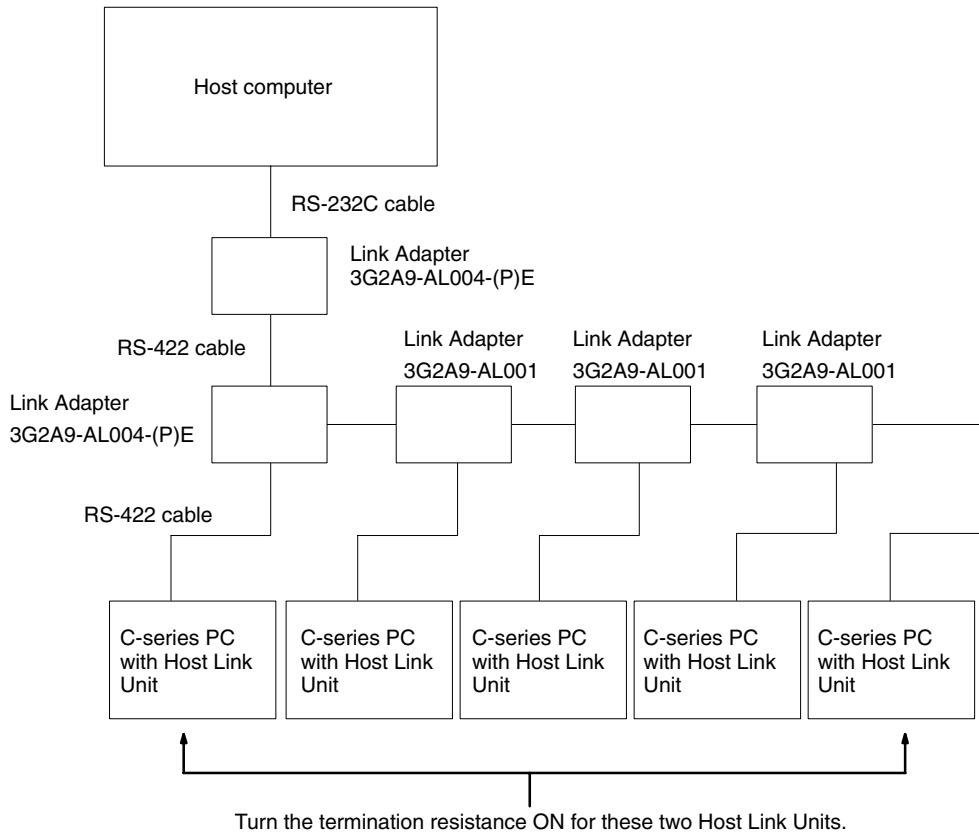 Host computer
RS-232C cable
Link Adapter
3G2A9-AL004-(P)E
RS-422 cable
Link Adapter
3G2A9-AL001
Link Adapter
3G2A9-AL001
Link Adapter
3G2A9-AL001
Link Adapter
3G2A9-AL004-(P)E
RS-422 cable
C-series PC
with Host Link
Unit
C-series PC
with Host Link
Unit
C-series PC
with Host Link
Unit
C-series PC
with Host Link
Unit
C-series PC
with Host Link
Unit
Turn the termination resistance ON for these two Host Link Units.